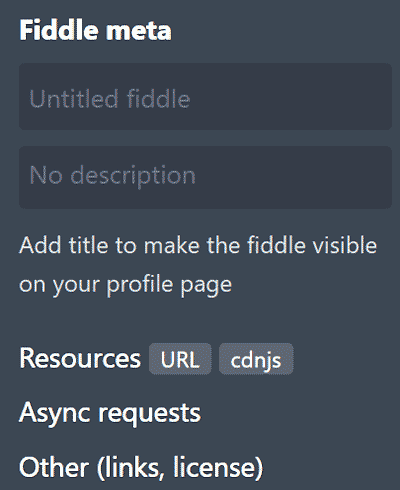 Fiddle meta
Untitled fiddle
No description
Add title to make the fiddle visible
on your profile page
Resources URL cdnjs
Async requests
Other (links, license)